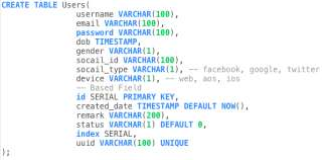 CREATE TABLE Users(
username VARCHAR(100),
email VARCHAR(100),
password VARCHAR(100),
dob TIMESTAMP,
gender VARCHAR(1),
socail_id VARCHAR(100),
socail_type VARCHAR(1), -- facebook, google, twitter
device VARCHAR(1), -- web, aos, ios
-- Based Field
id SERIAL PRIMARY KEY,
created_date TIMESTAMP DEFAULT NOW(),
remark VARCHAR(200),
status VARCHAR(1) DEFAULT 0,
index SERIAL,
uuid VARCHAR(100) UNIQUE
);